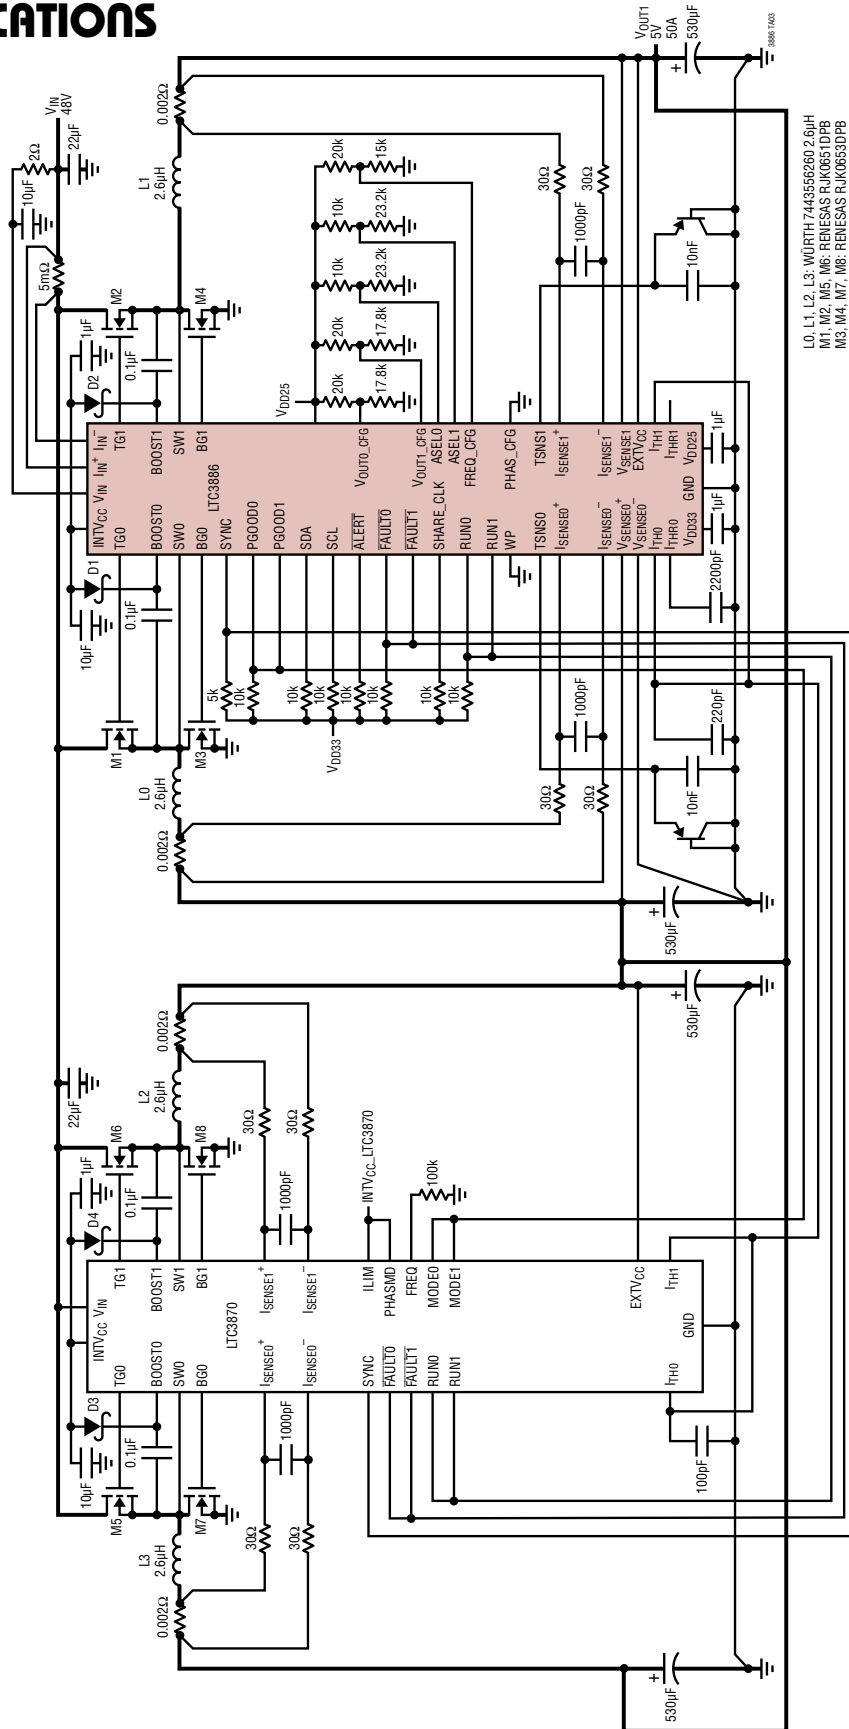 CATIONS
VIN
48V
2Ω
22µF
10µF
5mΩ
L1
2.6µH
0.002Ω
VOUT1
5V
50A
530µF
3886 TA03
M2
M4
1µF
0.1µF
D2
VDD25
20k
17.8k
20k
17.8k
10k
23.2k
10k
23.2k
20k
15k
30Ω
30Ω
1000pF
10nF
INTVCC VIN IIN+ IIN–
TG0
TG1
BOOST0
BOOST1
SW0
SW1
BG0
BG1
LTC3886
SYNC
PGOOD0
PGOOD1
SDA
SCL
ALERT
FAULT0
FAULT1
SHARE_CLK
RUN0
RUN1
WP
VOUT0_CFG
VOUT1_CFG
ASEL0
ASEL1
FREQ_CFG
PHAS_CFG
TSNS0
TSNS1
ISENSE0+
ISENSE1+
ISENSE0–
ISENSE1–
VSENSE0+
VSENSE1
VSENSE0–
EXTVCC
ITH0
ITH1
ITHR0
ITHR1
VDD33
GND
VDD25
1µF
1µF
2200pF
D1
10µF
0.1µF
M1
M3
L0
2.6µH
0.002Ω
5k
10k
10k
10k
10k
10k
10k
10k
VDD33
30Ω
30Ω
1000pF
220pF
10nF
530µF
530µF
0.002Ω
L2
2.6µH
22µF
M6
M8
1µF
0.1µF
D4
30Ω
30Ω
1000pF
INTVCC_LTC3870
100k
INTVCC VIN
TG0
TG1
BOOST0
BOOST1
SW0
SW1
BG0
BG1
LTC3870
ISENSE0+
ISENSE1+
ISENSE0–
ISENSE1–
ILIM
PHASMD
FREQ
MODE0
MODE1
SYNC
FAULT0
FAULT1
RUN0
RUN1
EXTVCC
ITH0
ITH1
GND
D3
10µF
0.1µF
M5
M7
L3
2.6µH
0.002Ω
30Ω
30Ω
1000pF
100pF
530µF
L0, L1, L2, L3: WÜRTH 7443556260 2.6µH
M1, M2, M5, M6: RENESAS RJK0651DPB
M3, M4, M7, M8: RENESAS RJK0653DPB